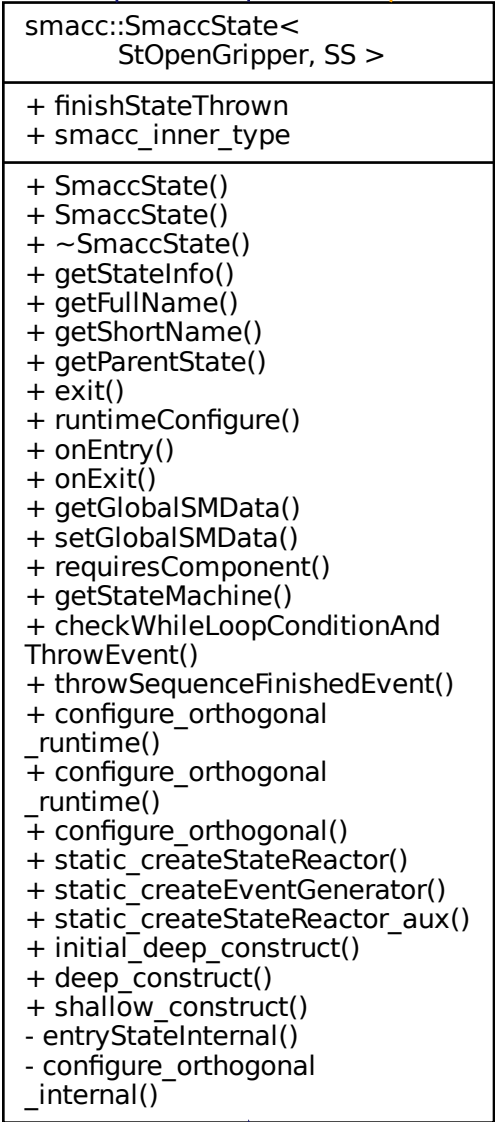 smacc::SmaccState<
StOpenGripper, SS >
+ finishStateThrown
+ smacc_inner_type
+ SmaccState()
+ SmaccState()
+ ~SmaccState()
+ getStateInfo()
+ getFullName()
+ getShortName()
+ getParentState()
+ exit()
+ runtimeConfigure()
+ onEntry()
+ onExit()
+ getGlobalSMData()
+ setGlobalSMData()
+ requiresComponent()
+ getStateMachine()
+ checkWhileLoopConditionAnd
ThrowEvent()
+ throwSequenceFinishedEvent()
+ configure_orthogonal
_runtime()
+ configure_orthogonal
_runtime()
+ configure_orthogonal()
+ static_createStateReactor()
+ static_createEventGenerator()
+ static_createStateReactor_aux()
+ initial_deep_construct()
+ deep_construct()
+ shallow_construct()
- entryStateInternal()
- configure_orthogonal
_internal()